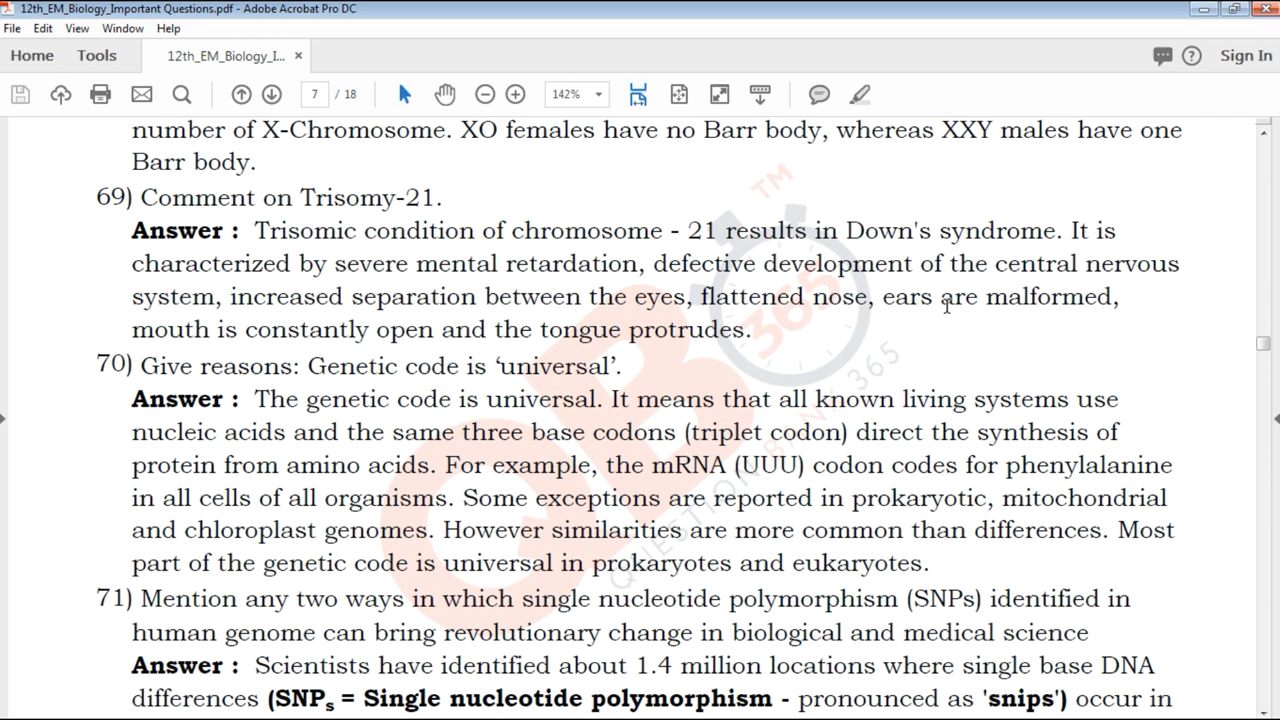 12th_EM_Biology_Important Questions.pdf - Adobe Acrobat Pro DC
File Edit View Window Help
Home Tools 12th_EM_Biology_I... × Sign In
7 / 18 142%
number of X-Chromosome. XO females have no Barr body, whereas XXY males have one
Barr body.
69) Comment on Trisomy-21.
Answer : Trisomic condition of chromosome - 21 results in Down's syndrome. It is
characterized by severe mental retardation, defective development of the central nervous
system, increased separation between the eyes, flattened nose, ears are malformed,
mouth is constantly open and the tongue protrudes.
70) Give reasons: Genetic code is ‘universal’.
Answer : The genetic code is universal. It means that all known living systems use
nucleic acids and the same three base codons (triplet codon) direct the synthesis of
protein from amino acids. For example, the mRNA (UUU) codon codes for phenylalanine
in all cells of all organisms. Some exceptions are reported in prokaryotic, mitochondrial
and chloroplast genomes. However similarities are more common than differences. Most
part of the genetic code is universal in prokaryotes and eukaryotes.
71) Mention any two ways in which single nucleotide polymorphism (SNPs) identified in
human genome can bring revolutionary change in biological and medical science
Answer : Scientists have identified about 1.4 million locations where single base DNA
differences (SNPs = Single nucleotide polymorphism - pronounced as 'snips') occur in
QB
365
TM
QUESTION BANK 365